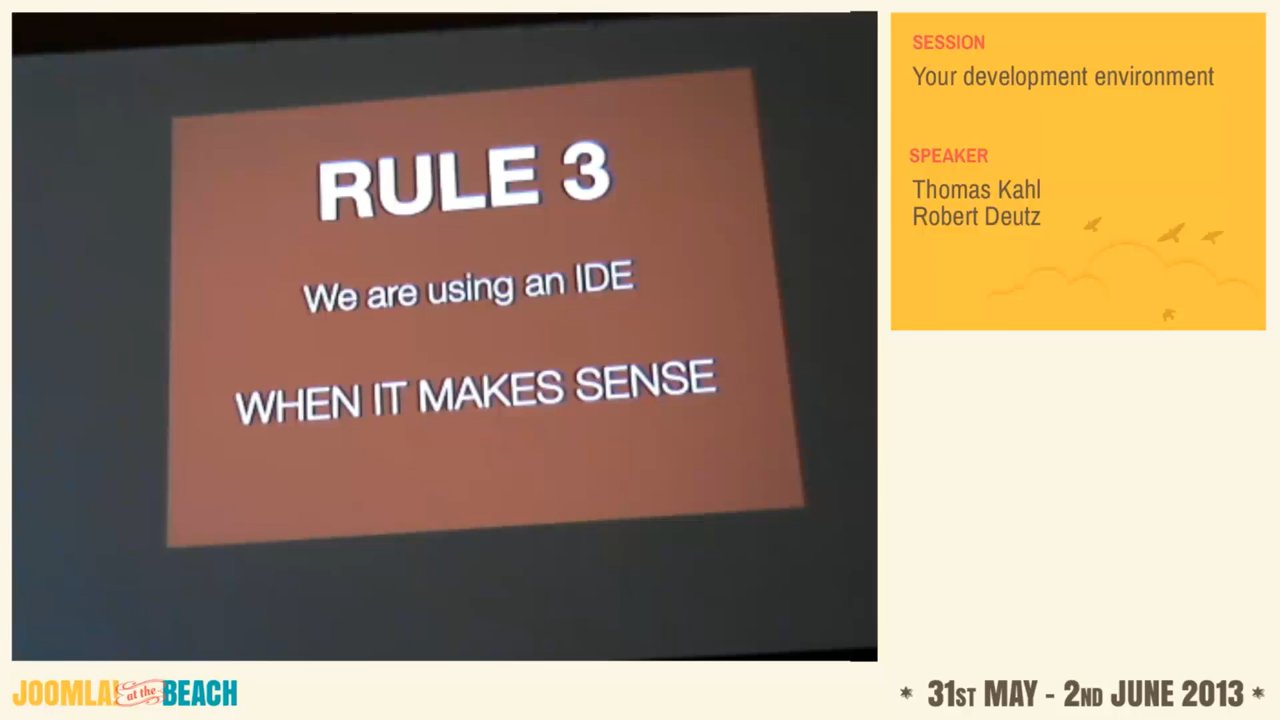 RULE 3
We are using an IDE
WHEN IT MAKES SENSE
SESSION
Your development environment
SPEAKER
Thomas Kahl
Robert Deutz
JOOMLA! at the BEACH
* 31ST MAY - 2ND JUNE 2013 *